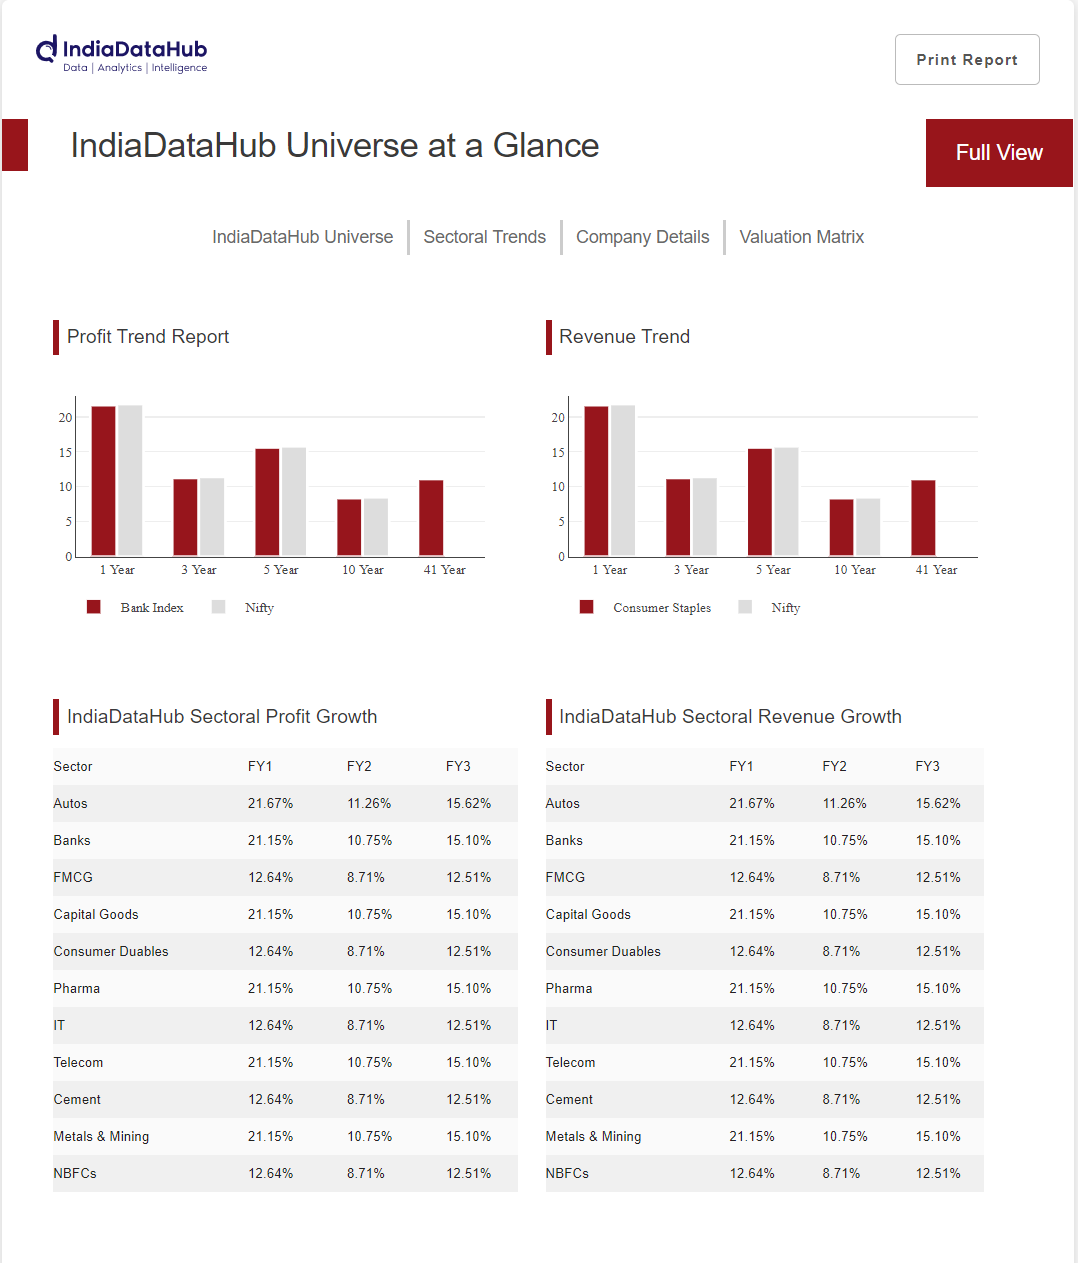 IndiaDataHub
Data | Analytics | Intelligence
Print Report
IndiaDataHub Universe at a Glance
Full View
IndiaDataHub Universe
Sectoral Trends
Company Details
Valuation Matrix
Profit Trend Report
20
15
10
5
0
1 Year 3 Year 5 Year 10 Year 41 Year
Bank Index Nifty
Revenue Trend
20
15
10
5
0
1 Year 3 Year 5 Year 10 Year 41 Year
Consumer Staples Nifty
IndiaDataHub Sectoral Profit Growth
Sector FY1 FY2 FY3
Autos 21.67% 11.26% 15.62%
Banks 21.15% 10.75% 15.10%
FMCG 12.64% 8.71% 12.51%
Capital Goods 21.15% 10.75% 15.10%
Consumer Duables 12.64% 8.71% 12.51%
Pharma 21.15% 10.75% 15.10%
IT 12.64% 8.71% 12.51%
Telecom 21.15% 10.75% 15.10%
Cement 12.64% 8.71% 12.51%
Metals & Mining 21.15% 10.75% 15.10%
NBFCs 12.64% 8.71% 12.51%
IndiaDataHub Sectoral Revenue Growth
Sector FY1 FY2 FY3
Autos 21.67% 11.26% 15.62%
Banks 21.15% 10.75% 15.10%
FMCG 12.64% 8.71% 12.51%
Capital Goods 21.15% 10.75% 15.10%
Consumer Duables 12.64% 8.71% 12.51%
Pharma 21.15% 10.75% 15.10%
IT 12.64% 8.71% 12.51%
Telecom 21.15% 10.75% 15.10%
Cement 12.64% 8.71% 12.51%
Metals & Mining 21.15% 10.75% 15.10%
NBFCs 12.64% 8.71% 12.51%